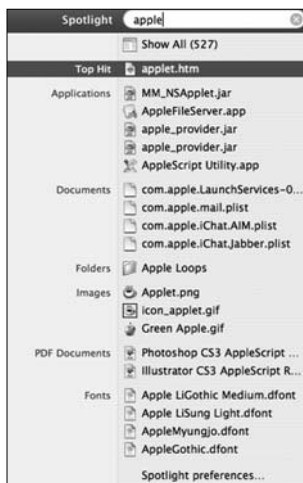 Spotlight apple
Show All (527)
Top Hit applet.htm
Applications MM_NSApplet.jar
AppleFileServer.app
apple_provider.jar
apple_provider.jar
AppleScript Utility.app
Documents com.apple.LaunchServices-0...
com.apple.mail.plist
com.apple.iChat.AIM.plist
com.apple.iChat.Jabber.plist
Folders Apple Loops
Images Applet.png
icon_applet.gif
Green Apple.gif
PDF Documents Photoshop CS3 AppleScript ...
Illustrator CS3 AppleScript R...
Fonts Apple LiGothic Medium.dfont
Apple LiSung Light.dfont
AppleMyungjo.dfont
AppleGothic.dfont
Spotlight preferences...